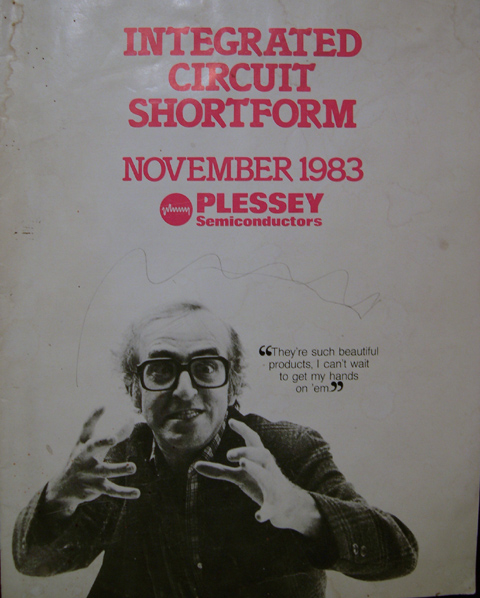 INTEGRATED
CIRCUIT
SHORTFORM
NOVEMBER 1983
PLESSEY
Semiconductors
“They're such beautiful
products, I can't wait
to get my hands
on 'em”